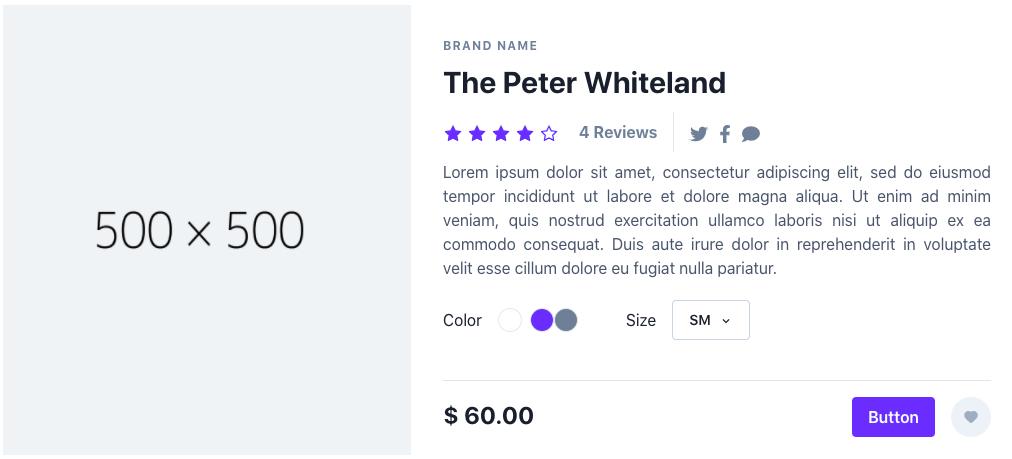 500 × 500
BRAND NAME
The Peter Whiteland
4 Reviews
Lorem ipsum dolor sit amet, consectetur adipiscing elit, sed do eiusmod
tempor incididunt ut labore et dolore magna aliqua. Ut enim ad minim
veniam, quis nostrud exercitation ullamco laboris nisi ut aliquip ex ea
commodo consequat. Duis aute irure dolor in reprehenderit in voluptate
velit esse cillum dolore eu fugiat nulla pariatur.
Color Size SM
$ 60.00 Button